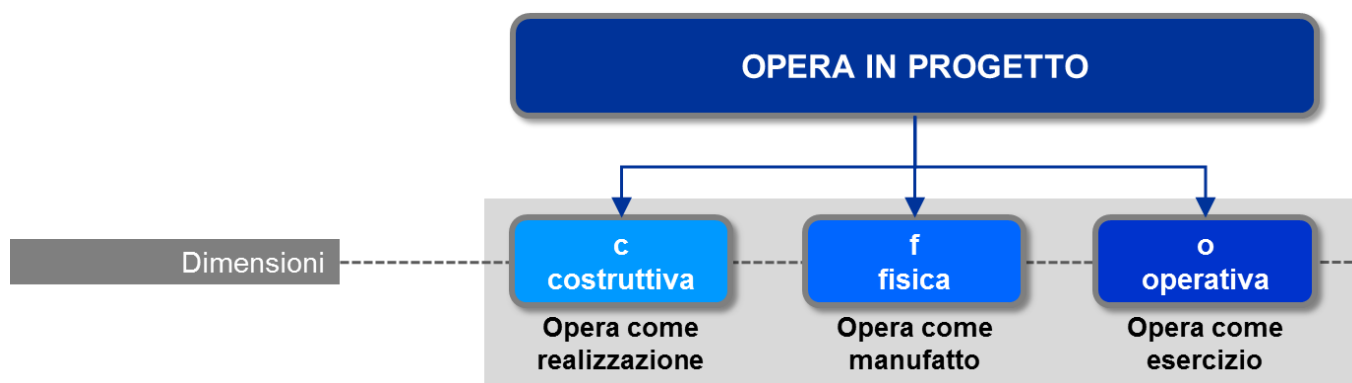 OPERA IN PROGETTO
Dimensioni
c
costruttiva
f
fisica
o
operativa
Opera come
realizzazione
Opera come
manufatto
Opera come
esercizio